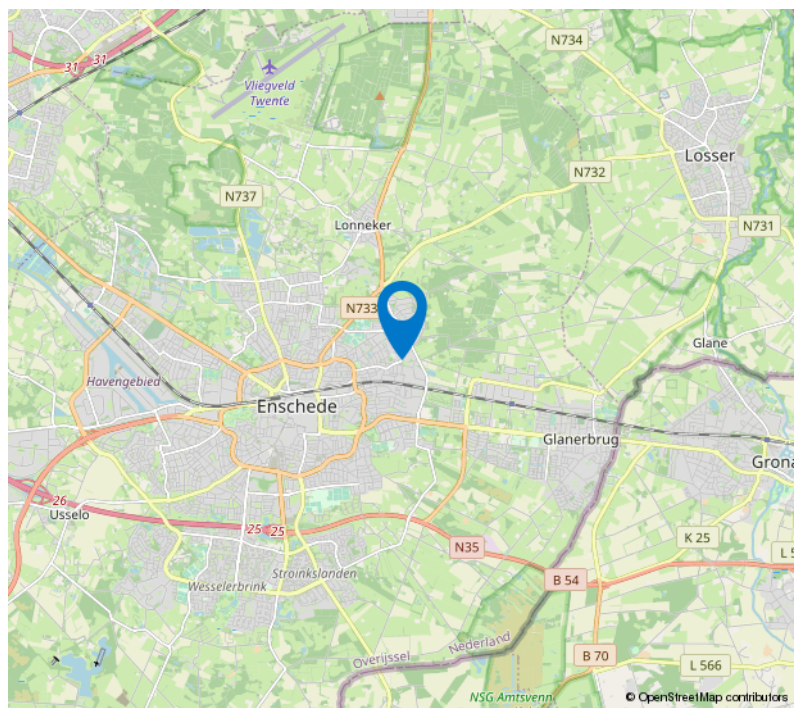 31
31
N734
Vliegveld
Twente
Losser
N732
N737
Lonneker
N731
N733
Glane
Havengebied
Enschede
Glanerbrug
Grona
26
Usselo
25
25
N35
K 25
L 5
Stroinkslanden
B 54
Wesselerbrink
Nederland
Overijssel
B 70
L 566
NSG Amtsvenn
© OpenStreetMap contributors